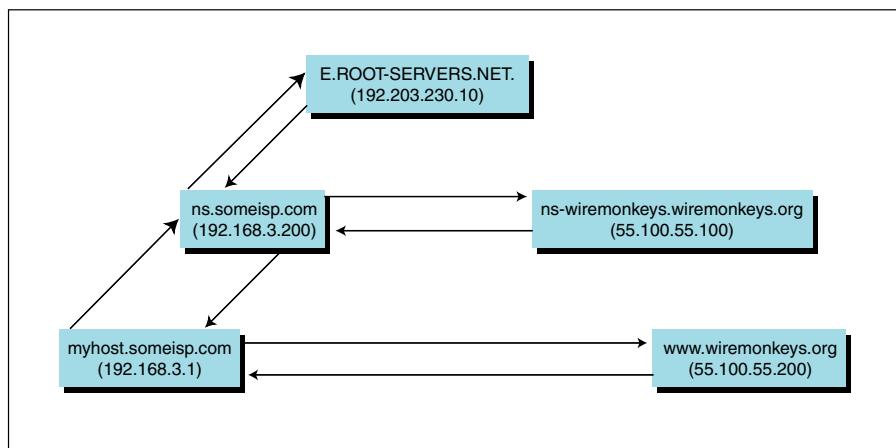 E.ROOT-SERVERS.NET.
(192.203.230.10)
ns.someisp.com
(192.168.3.200)
ns-wiremonkeys.wiremonkeys.org
(55.100.55.100)
myhost.someisp.com
(192.168.3.1)
www.wiremonkeys.org
(55.100.55.200)